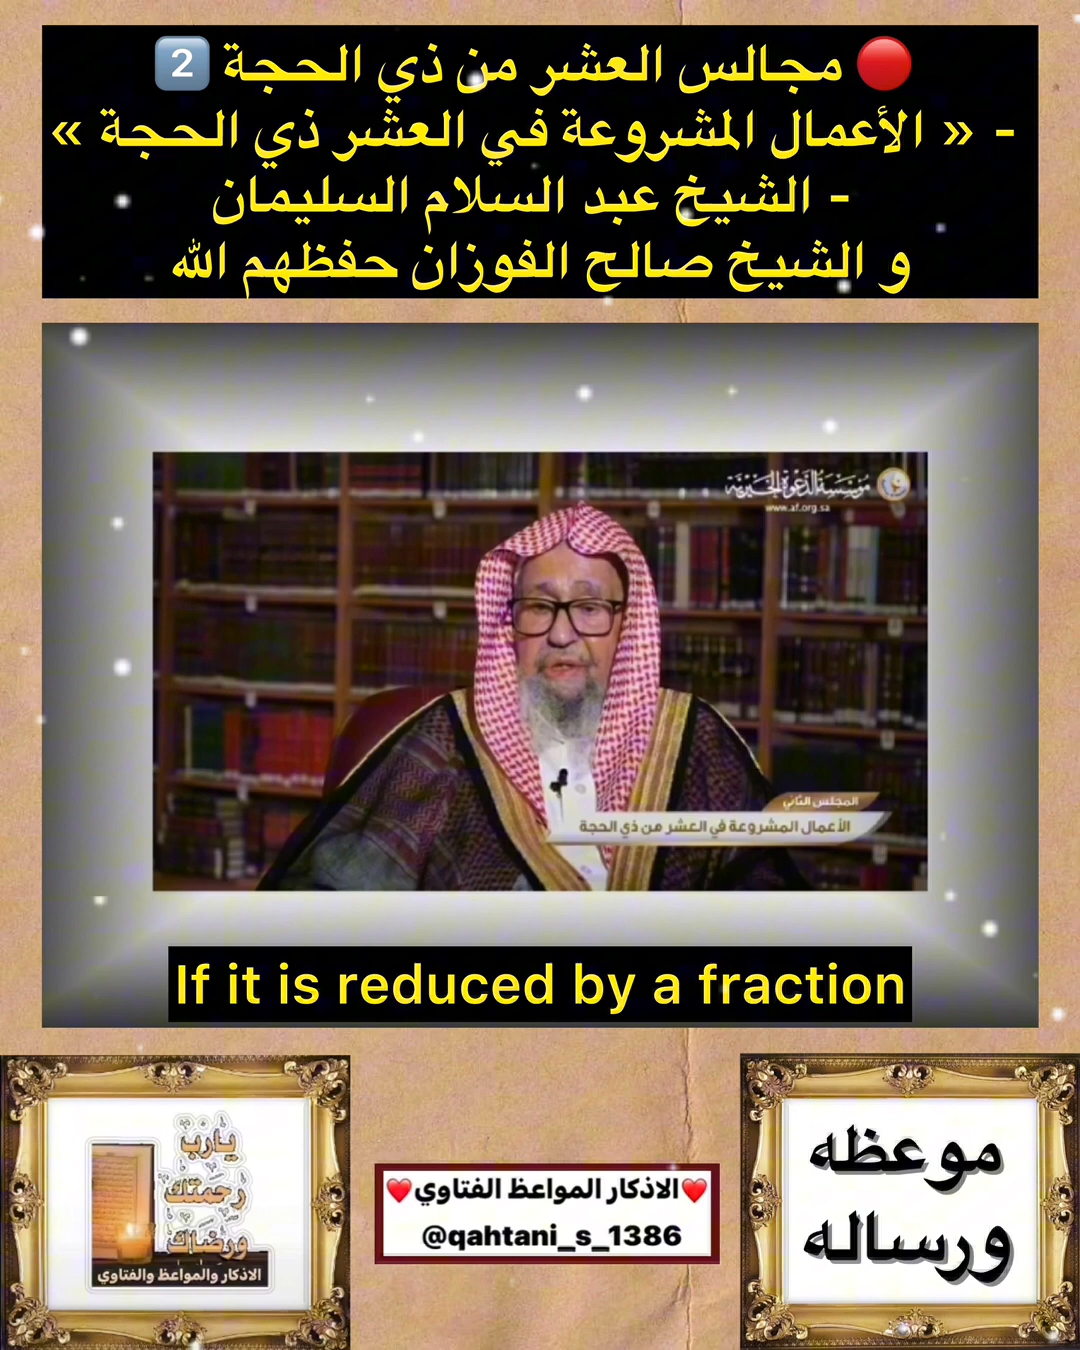 🔴 مجالس العشر من ذي الحجة 2️⃣
- « الأعمال المشروعة في العشر ذي الحجة »
- الشيخ عبد السلام السليمان
و الشيخ صالح الفوزان حفظهم الله
مؤسسة الدعوة الخيرية
www.af.org.sa
المجلس الثاني
الأعمال المشروعة في العشر من ذي الحجة
If it is reduced by a fraction
يارب
رحمتك
ورضاك
الاذكار والمواعظ والفتاوي
❤️الاذكار المواعظ الفتاوي❤️
@qahtani_s_1386
موعظه
ورساله